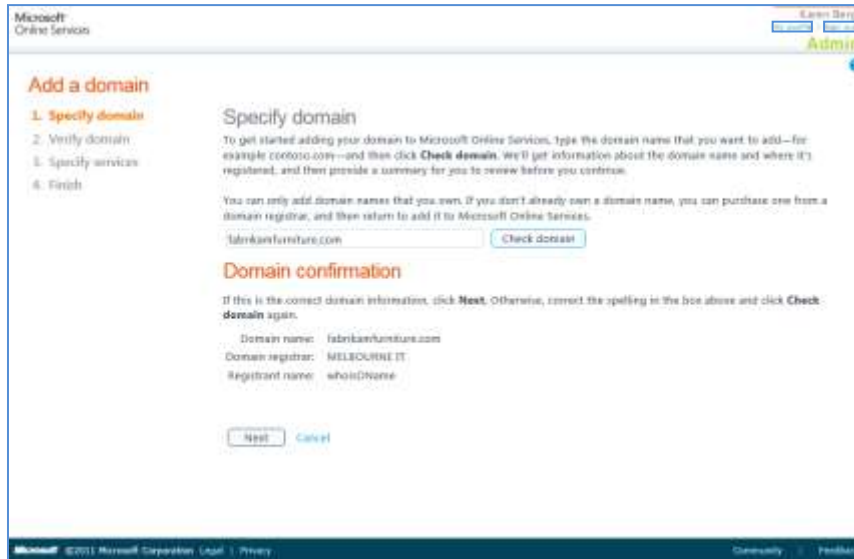 Microsoft
Online Services
Karen Berg
Admin
Add a domain
1. Specify domain
2. Verify domain
3. Specify services
4. Finish
Specify domain
To get started adding your domain to Microsoft Online Services, type the domain name that you want to add—for
example contoso.com—and then click Check domain. We'll get information about the domain name and where it's
registered, and then provide a summary for you to review before you continue.
You can only add domain names that you own. If you don't already own a domain name, you can purchase one from a
domain registrar, and then return to add it to Microsoft Online Services.
fabrikamfurniture.com
Check domain
Domain confirmation
If this is the correct domain information, click Next. Otherwise, correct the spelling in the box above and click Check
domain again.
Domain name: fabrikamfurniture.com
Domain registrar: MELBOURNE IT
Registrant name: whoisDName
Next Cancel
Microsoft ©2011 Microsoft Corporation Legal | Privacy
Community | Feedback